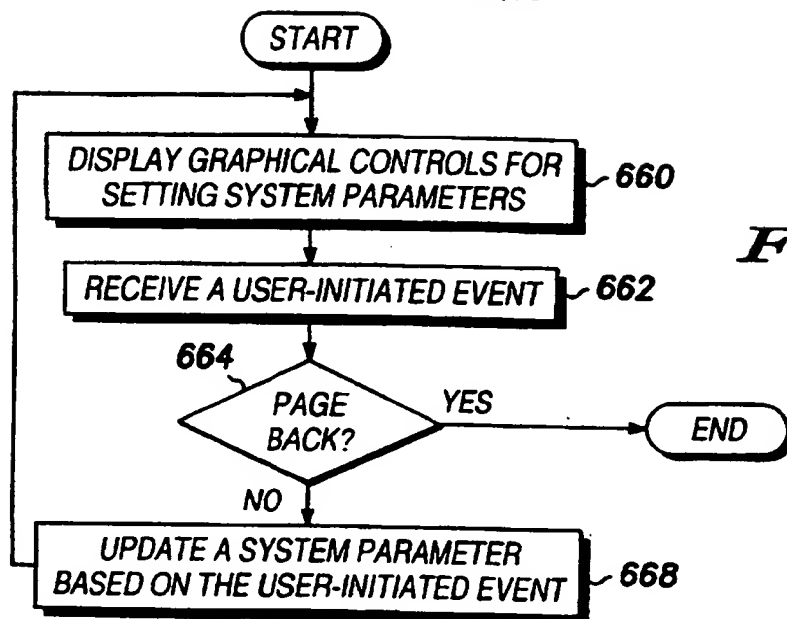 START
DISPLAY GRAPHICAL CONTROLS FOR
SETTING SYSTEM PARAMETERS
660
F
RECEIVE A USER-INITIATED EVENT
662
664
PAGE
BACK?
YES
END
NO
UPDATE A SYSTEM PARAMETER
BASED ON THE USER-INITIATED EVENT
668